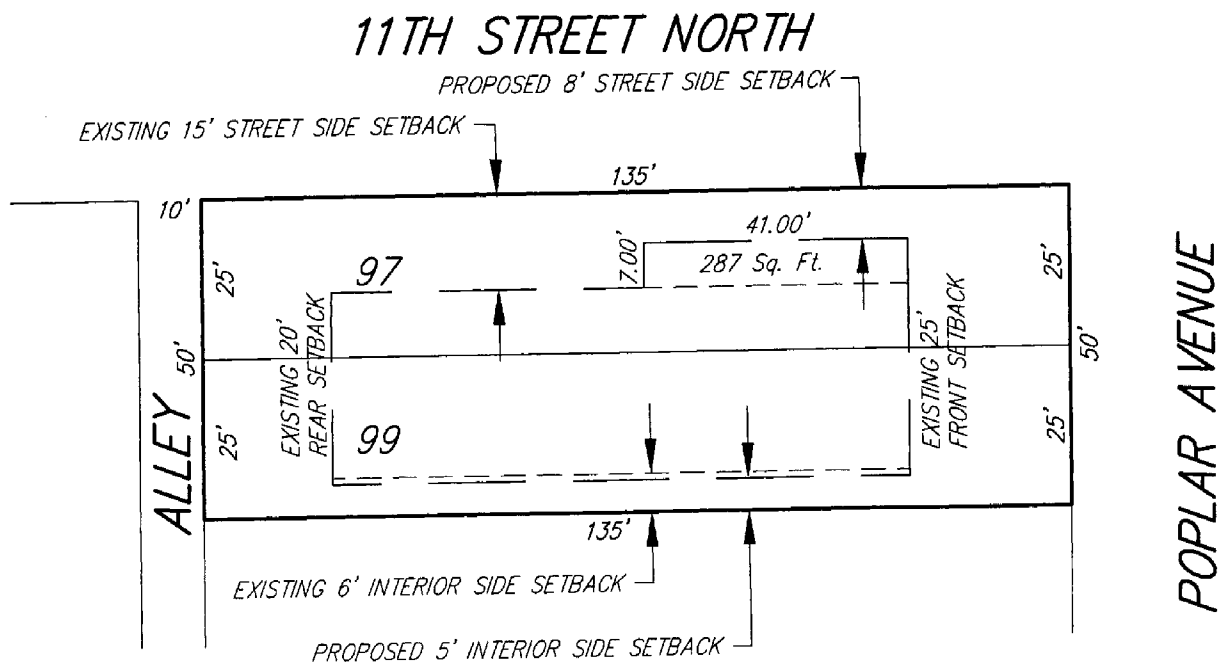 11TH STREET NORTH
PROPOSED 8' STREET SIDE SETBACK
EXISTING 15' STREET SIDE SETBACK
135'
10'
41.00'
7.00'
287 Sq. Ft.
97
25'
25'
EXISTING 20'
REAR SETBACK
EXISTING 25'
FRONT SETBACK
50'
50'
ALLEY
POPLAR AVENUE
99
25'
25'
135'
EXISTING 6' INTERIOR SIDE SETBACK
PROPOSED 5' INTERIOR SIDE SETBACK